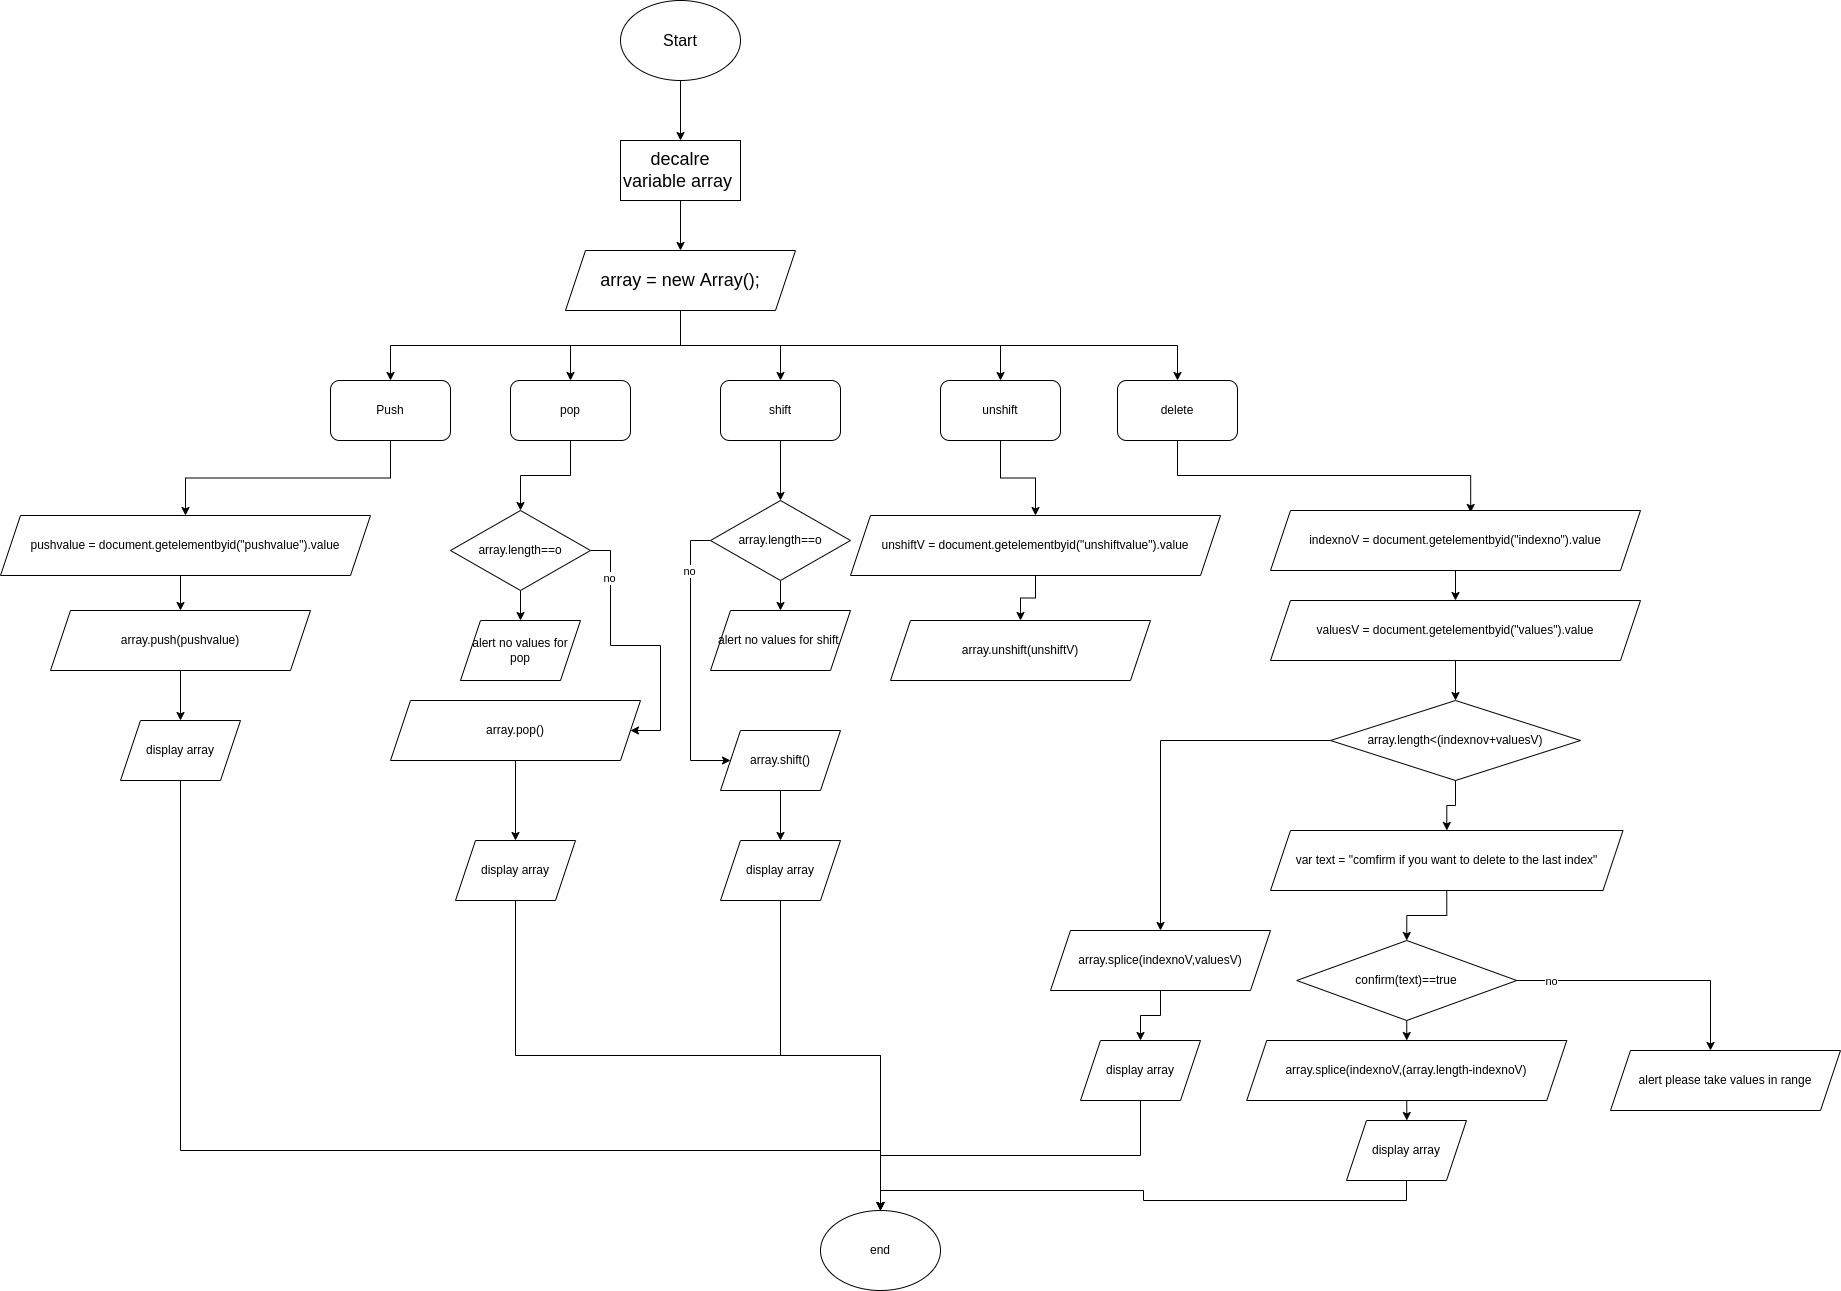 Start
decalre
variable array
array = new Array();
Push
pop
shift
unshift
delete
pushvalue = document.getelementbyid("pushvalue").value
array.length==o
array.length==o
unshiftV = document.getelementbyid("unshiftvalue").value
indexnoV = document.getelementbyid("indexno").value
no
no
array.push(pushvalue)
alert no values for
pop
alert no values for shift
array.unshift(unshiftV)
valuesV = document.getelementbyid("values").value
display array
array.pop()
array.shift()
array.length<(indexnov+valuesV)
display array
display array
var text = "comfirm if you want to delete to the last index"
array.splice(indexnoV,valuesV)
confirm(text)==true
no
display array
array.splice(indexnoV,(array.length-indexnoV)
alert please take values in range
display array
end